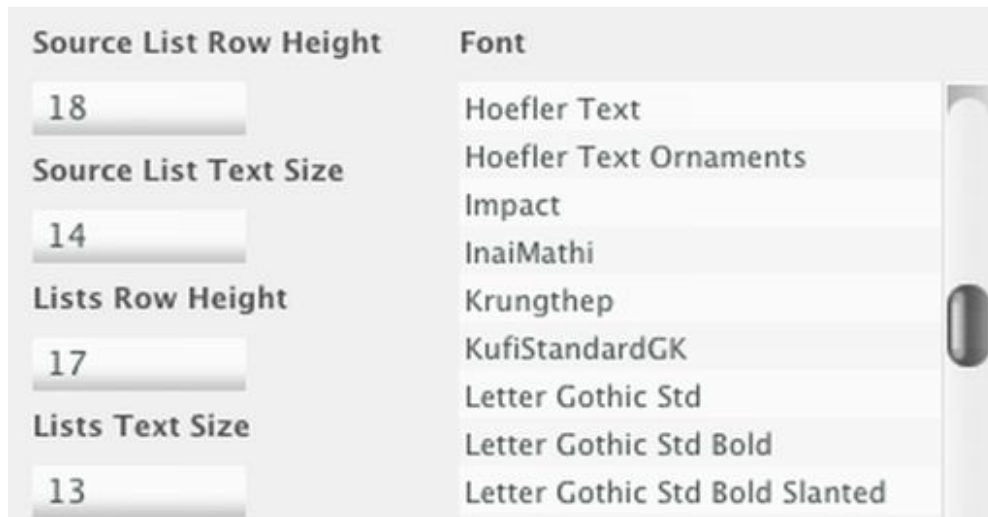 Source List Row Height
18
Source List Text Size
14
Lists Row Height
17
Lists Text Size
13
Font
Hoefler Text
Hoefler Text Ornaments
Impact
InaiMathi
Krungthep
KufiStandardGK
Letter Gothic Std
Letter Gothic Std Bold
Letter Gothic Std Bold Slanted